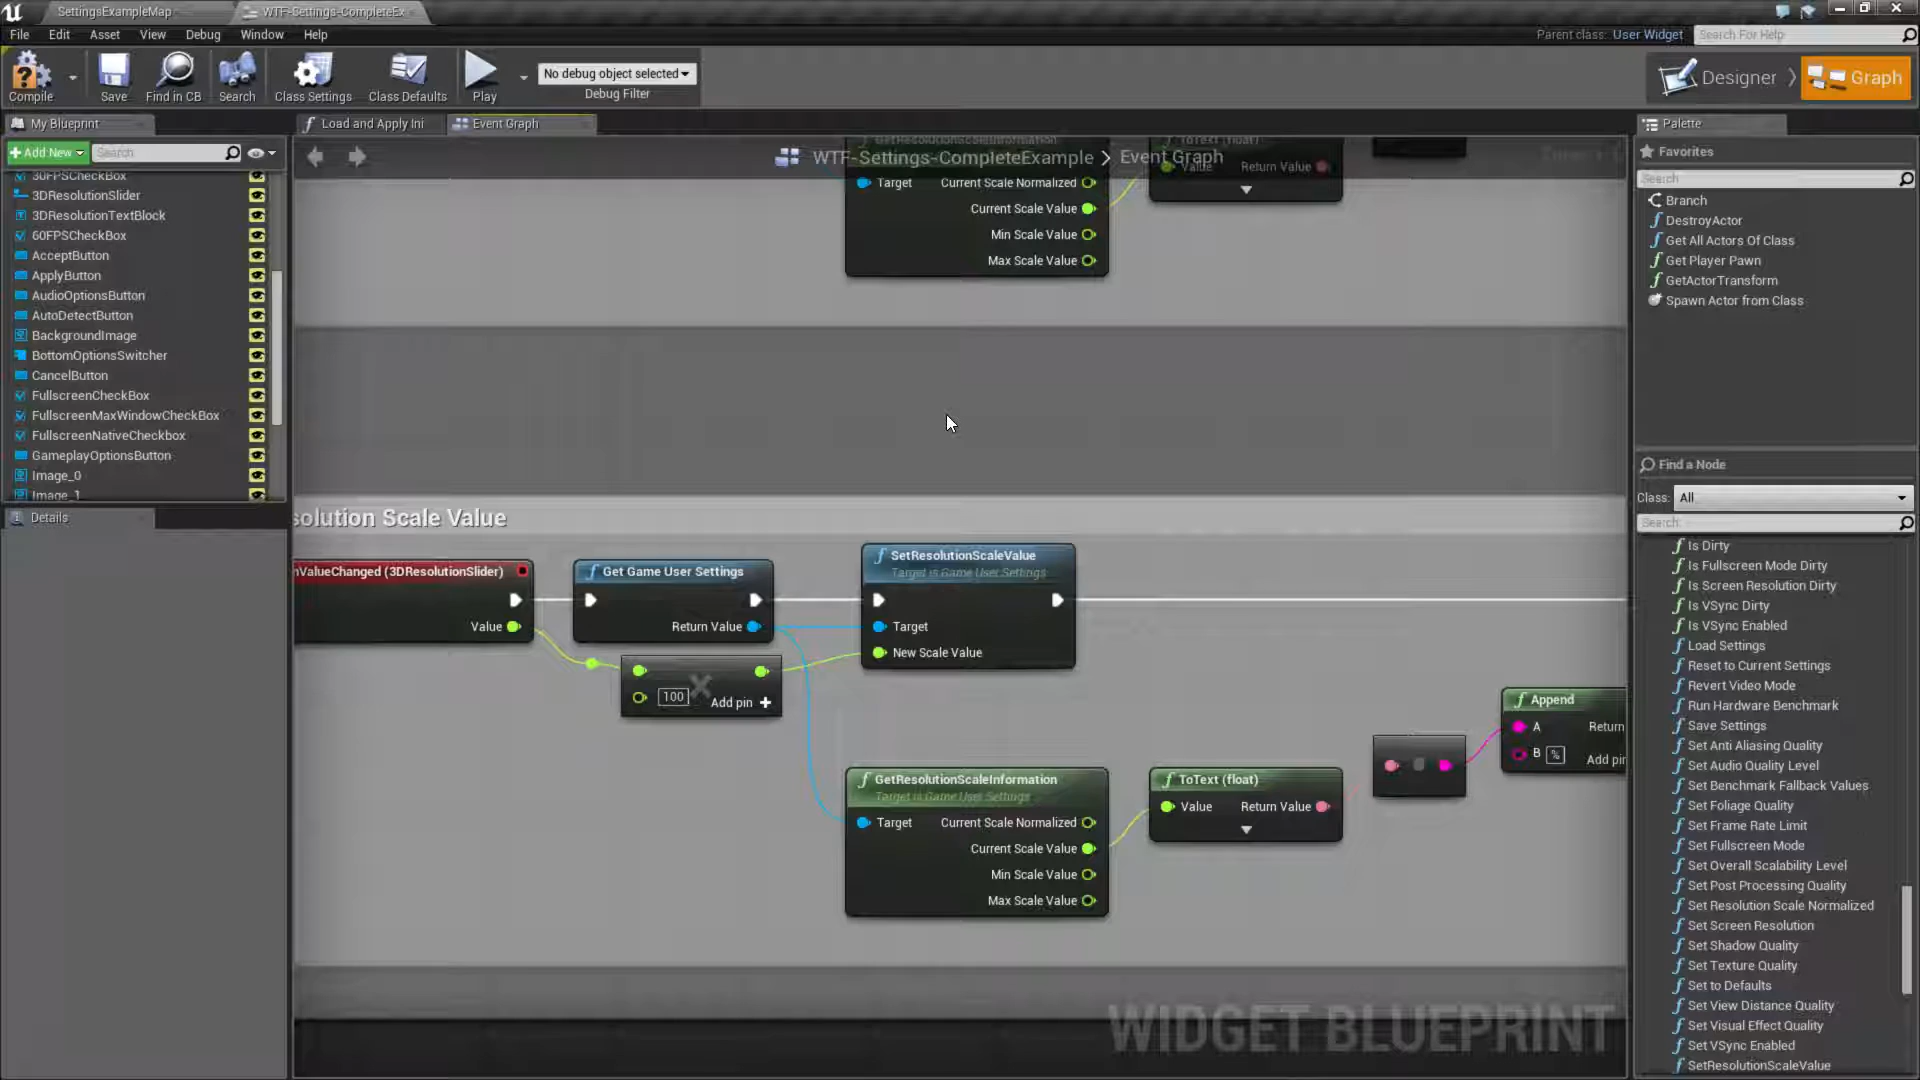 SettingsExampleMap
WTF-Settings-CompleteEx
File Edit Asset View Debug Window Help
Parent class: User Widget
Search For Help
Compile
Save
Find in CB
Search
Class Settings
Class Defaults
Play
No debug object selected
Debug Filter
Designer
Graph
My Blueprint
Load and Apply Ini
Event Graph
Palette
Add New
Search
WTF-Settings-CompleteExample > Event Graph
Favorites
Search
30FPSCheckBox
3DResolutionSlider
3DResolutionTextBlock
60FPSCheckBox
AcceptButton
ApplyButton
AudioOptionsButton
AutoDetectButton
BackgroundImage
BottomOptionsSwitcher
CancelButton
FullscreenCheckBox
FullscreenMaxWindowCheckBox
FullscreenNativeCheckbox
GameplayOptionsButton
Image_0
Image_1
Details
GetResolutionScaleInformation
Target
Current Scale Normalized
Current Scale Value
Min Scale Value
Max Scale Value
ToText (float)
Value
Return Value
solution Scale Value
nValueChanged (3DResolutionSlider)
Value
Get Game User Settings
Return Value
100
Add pin
SetResolutionScaleValue
Target is Game User Settings
Target
New Scale Value
GetResolutionScaleInformation
Target is Game User Settings
Target
Current Scale Normalized
Current Scale Value
Min Scale Value
Max Scale Value
ToText (float)
Value
Return Value
Append
A
Return
B %
Add pin
WIDGET BLUEPRINT
Branch
DestroyActor
Get All Actors Of Class
Get Player Pawn
GetActorTransform
Spawn Actor from Class
Find a Node
Class: All
Search
Is Dirty
Is Fullscreen Mode Dirty
Is Screen Resolution Dirty
Is VSync Dirty
Is VSync Enabled
Load Settings
Reset to Current Settings
Revert Video Mode
Run Hardware Benchmark
Save Settings
Set Anti Aliasing Quality
Set Audio Quality Level
Set Benchmark Fallback Values
Set Foliage Quality
Set Frame Rate Limit
Set Fullscreen Mode
Set Overall Scalability Level
Set Post Processing Quality
Set Resolution Scale Normalized
Set Screen Resolution
Set Shadow Quality
Set Texture Quality
Set to Defaults
Set View Distance Quality
Set Visual Effect Quality
Set VSync Enabled
SetResolutionScaleValue